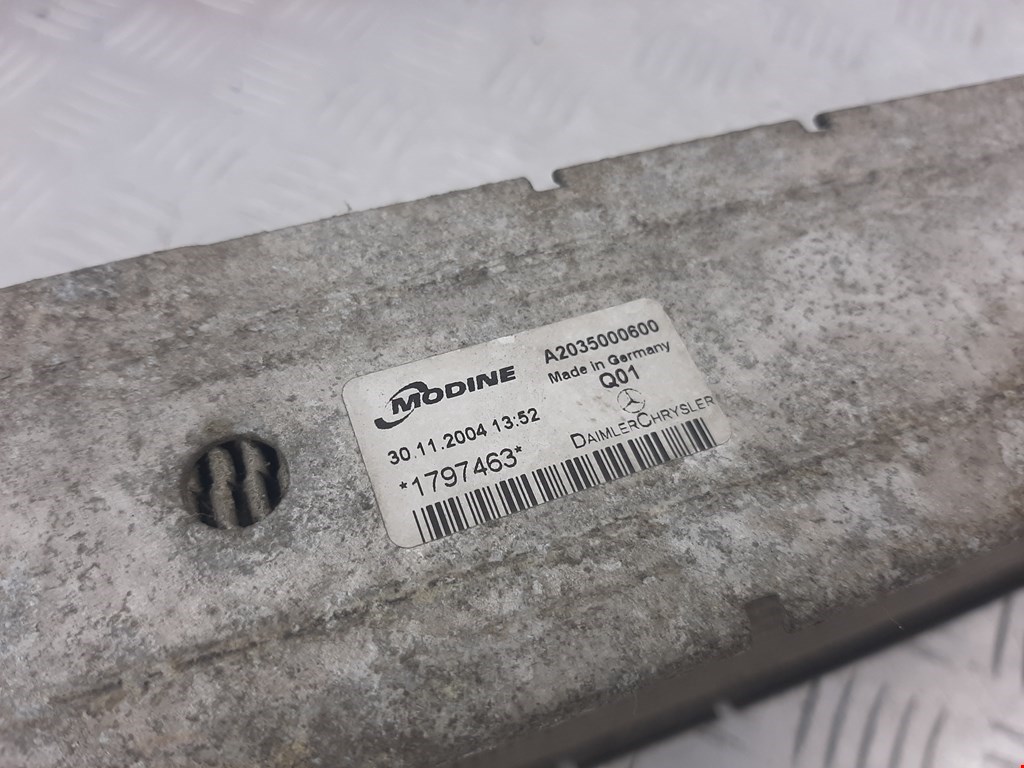 MODINE
A2035000600
Made in Germany
Q01
30.11.2004 13:52
DAIMLERCHRYSLER
*1797463*